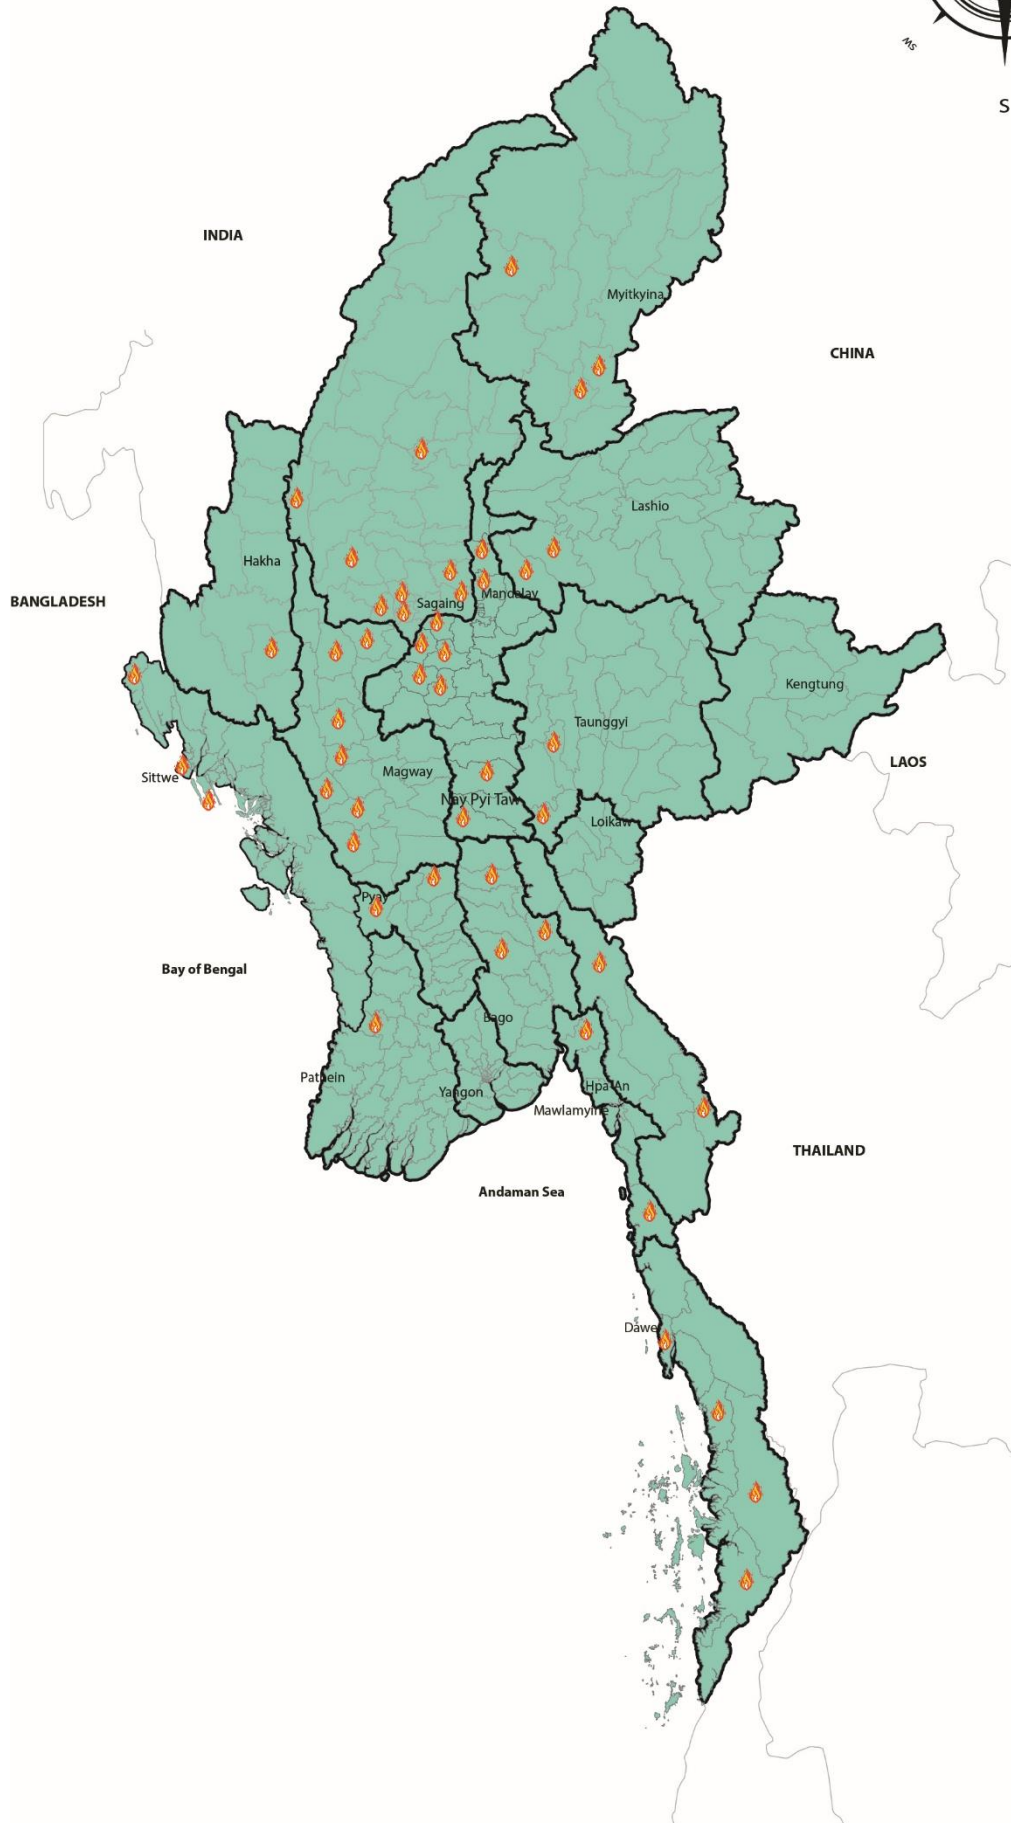 SW
S
INDIA
Myitkyina
CHINA
Lashio
Hakha
BANGLADESH
Mandalay
Sagaing
Kengtung
Taunggyi
LAOS
Magway
Sittwe
Nay Pyi Taw
Loikaw
Pyay
Bay of Bengal
Bago
Pathein
Hpa-An
Yangon
Mawlamyine
THAILAND
Andaman Sea
Dawei